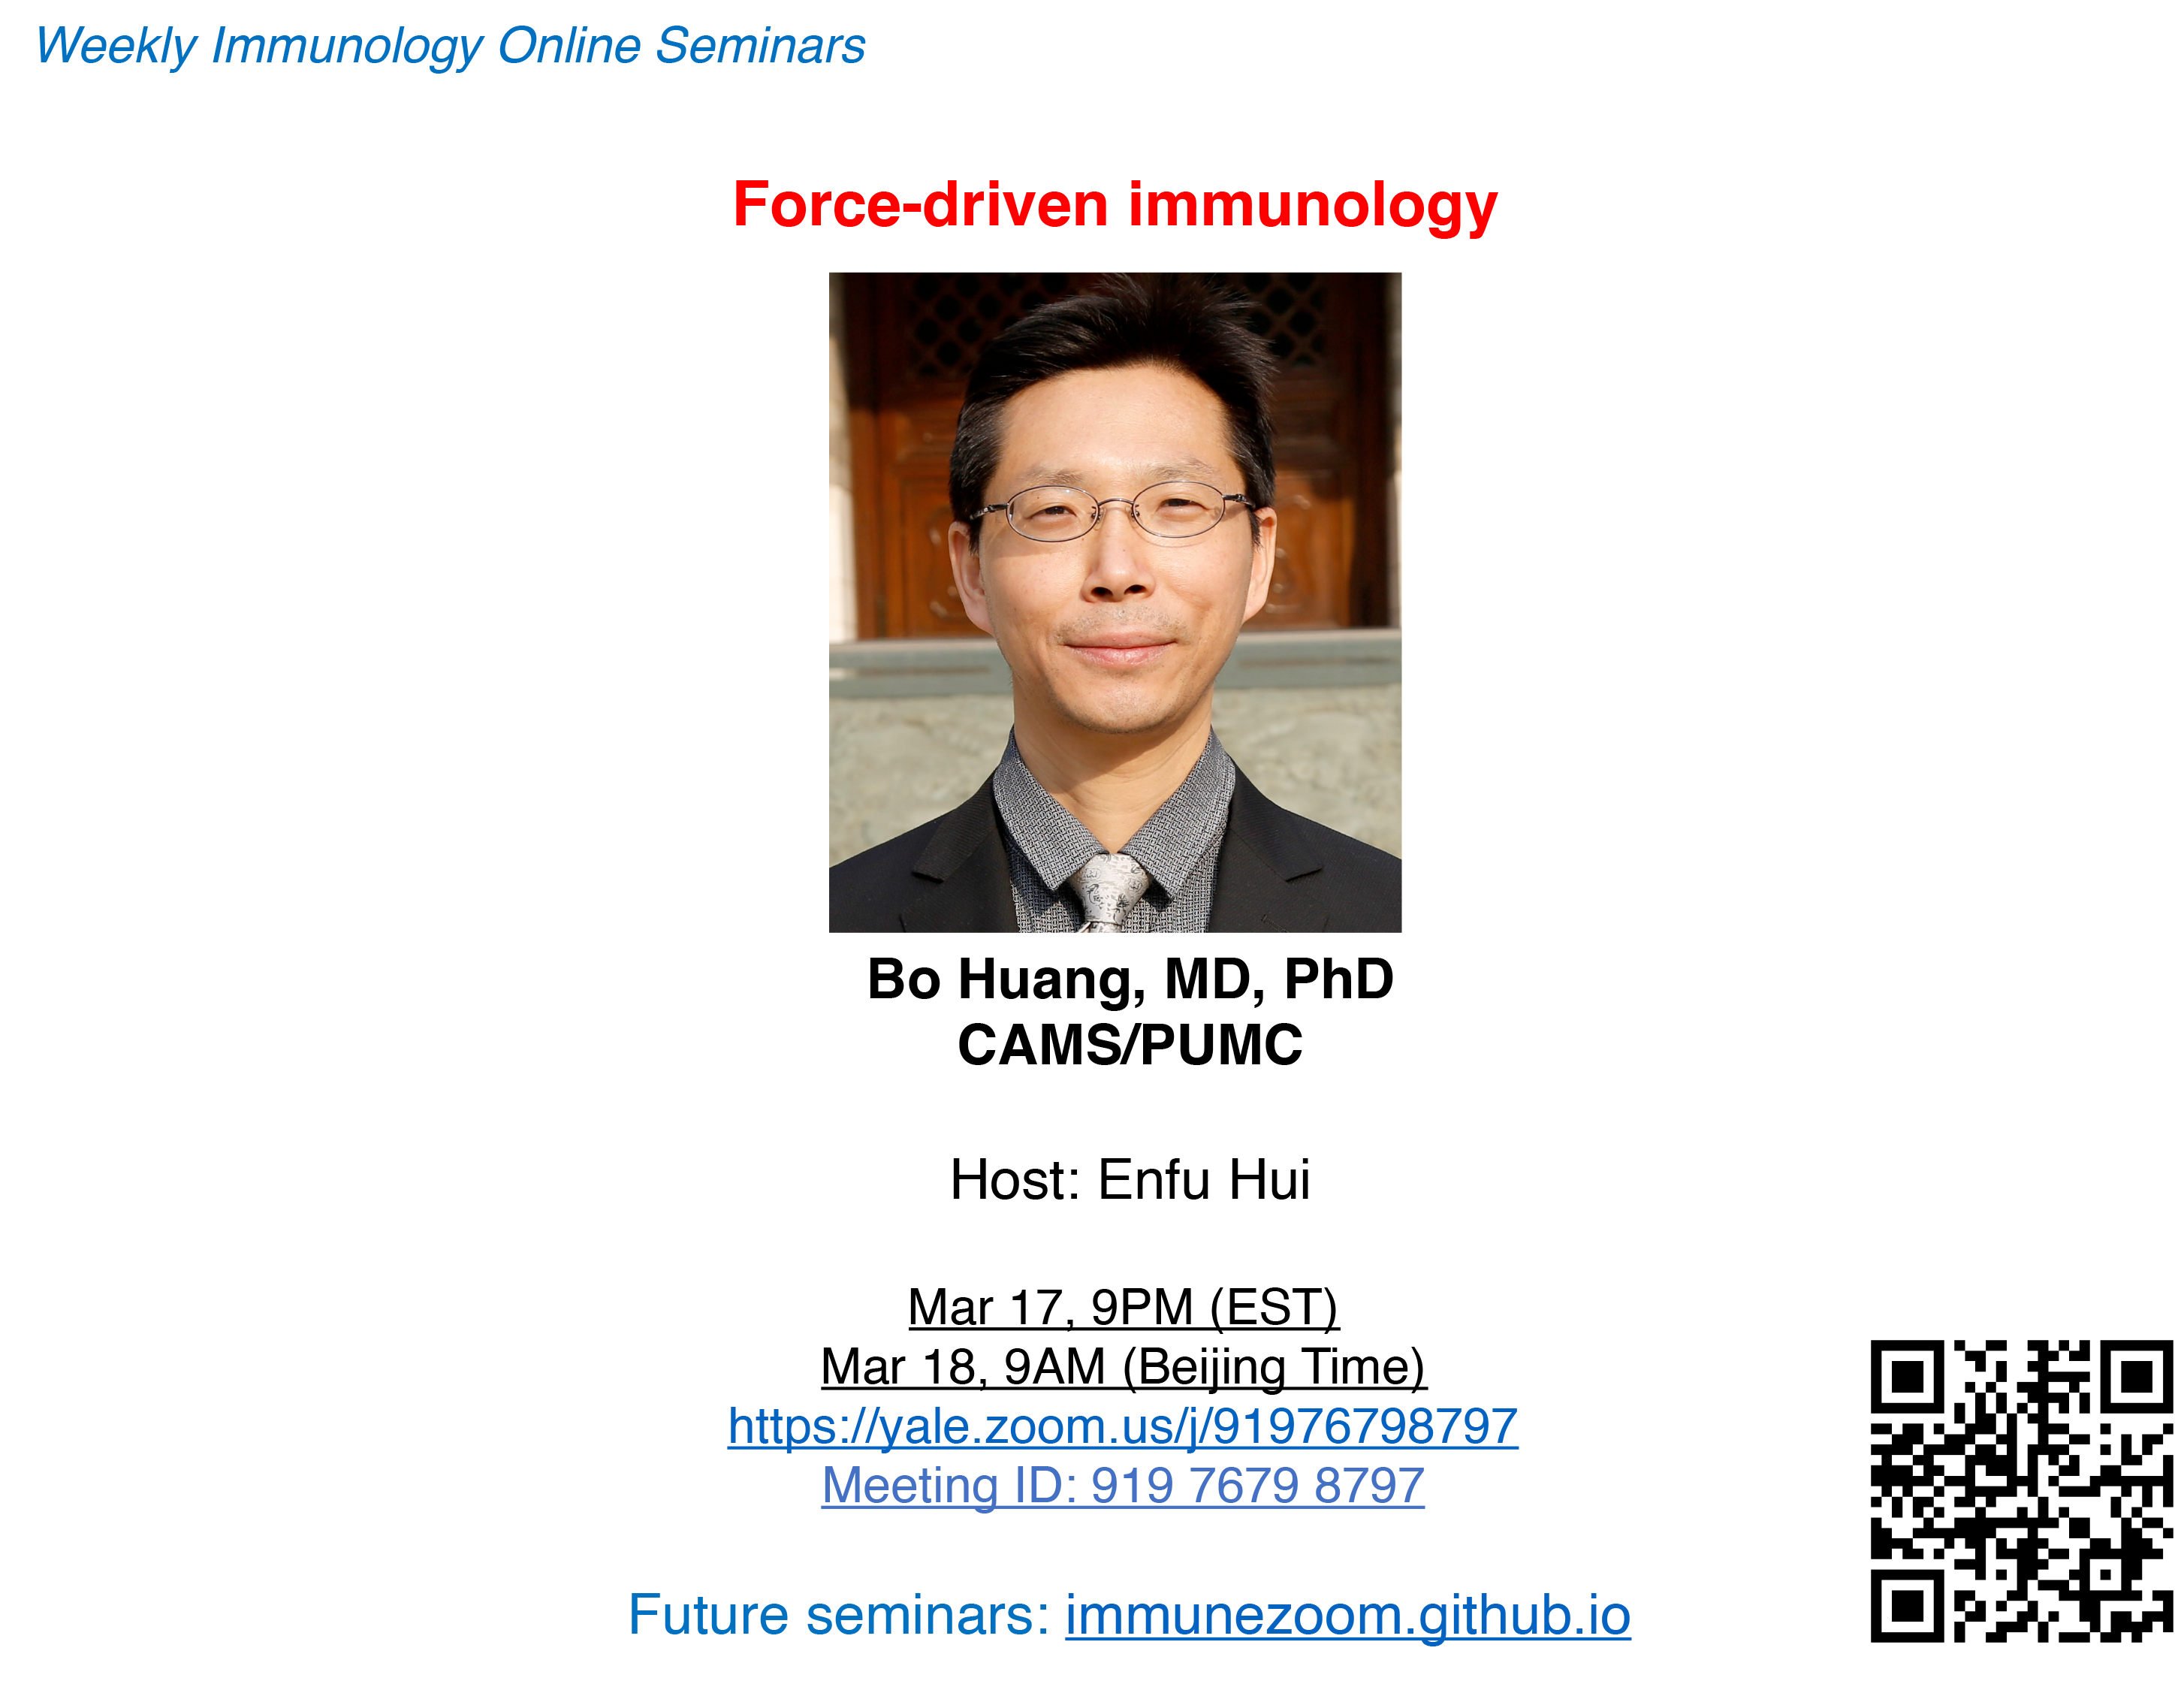 Weekly Immunology Online Seminars
Force-driven immunology
Bo Huang, MD, PhD
CAMS/PUMC
Host: Enfu Hui
Mar 17, 9PM (EST)
Mar 18, 9AM (Beijing Time)
https://yale.zoom.us/j/91976798797
Meeting ID: 919 7679 8797
Future seminars: immunezoom.github.io